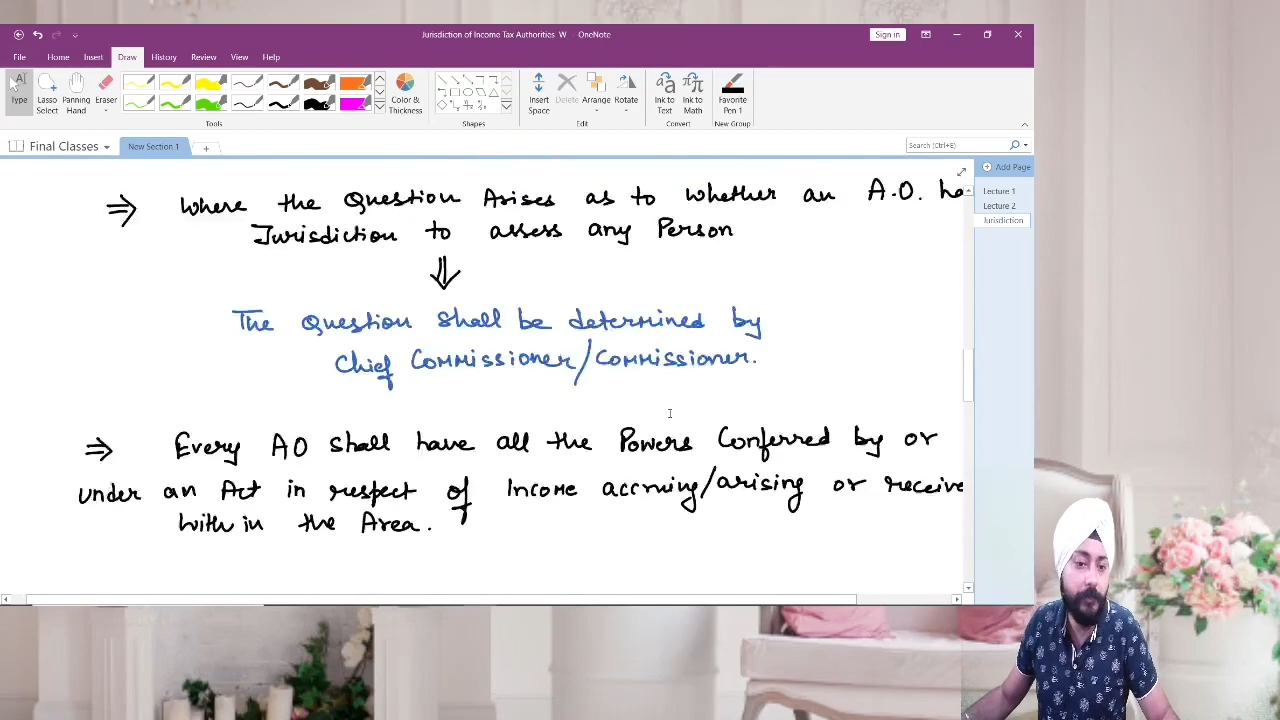 Jurisdiction of Income Tax Authorities W - OneNote
Sign in
File Home Insert Draw History Review View Help
Type
Lasso Select
Panning Hand
Eraser
Color & Thickness
Insert Space
Delete
Arrange
Rotate
Ink to Text
Ink to Math
Favorite Pen 1
Tools
Shapes
Edit
Convert
New Group
Final Classes
New Section 1
Search (Ctrl+E)
Add Page
Lecture 1
Lecture 2
Jurisdiction
⇒ Where the Question Arises as to whether an A.O. ha
Jurisdiction to assess any Person
⇓
The Question shall be determined by
Chief Commissioner/Commissioner.
⇒ Every AO shall have all the Powers Conferred by or
under an Act in respect of Income accruing/arising or receive
with in the Area.